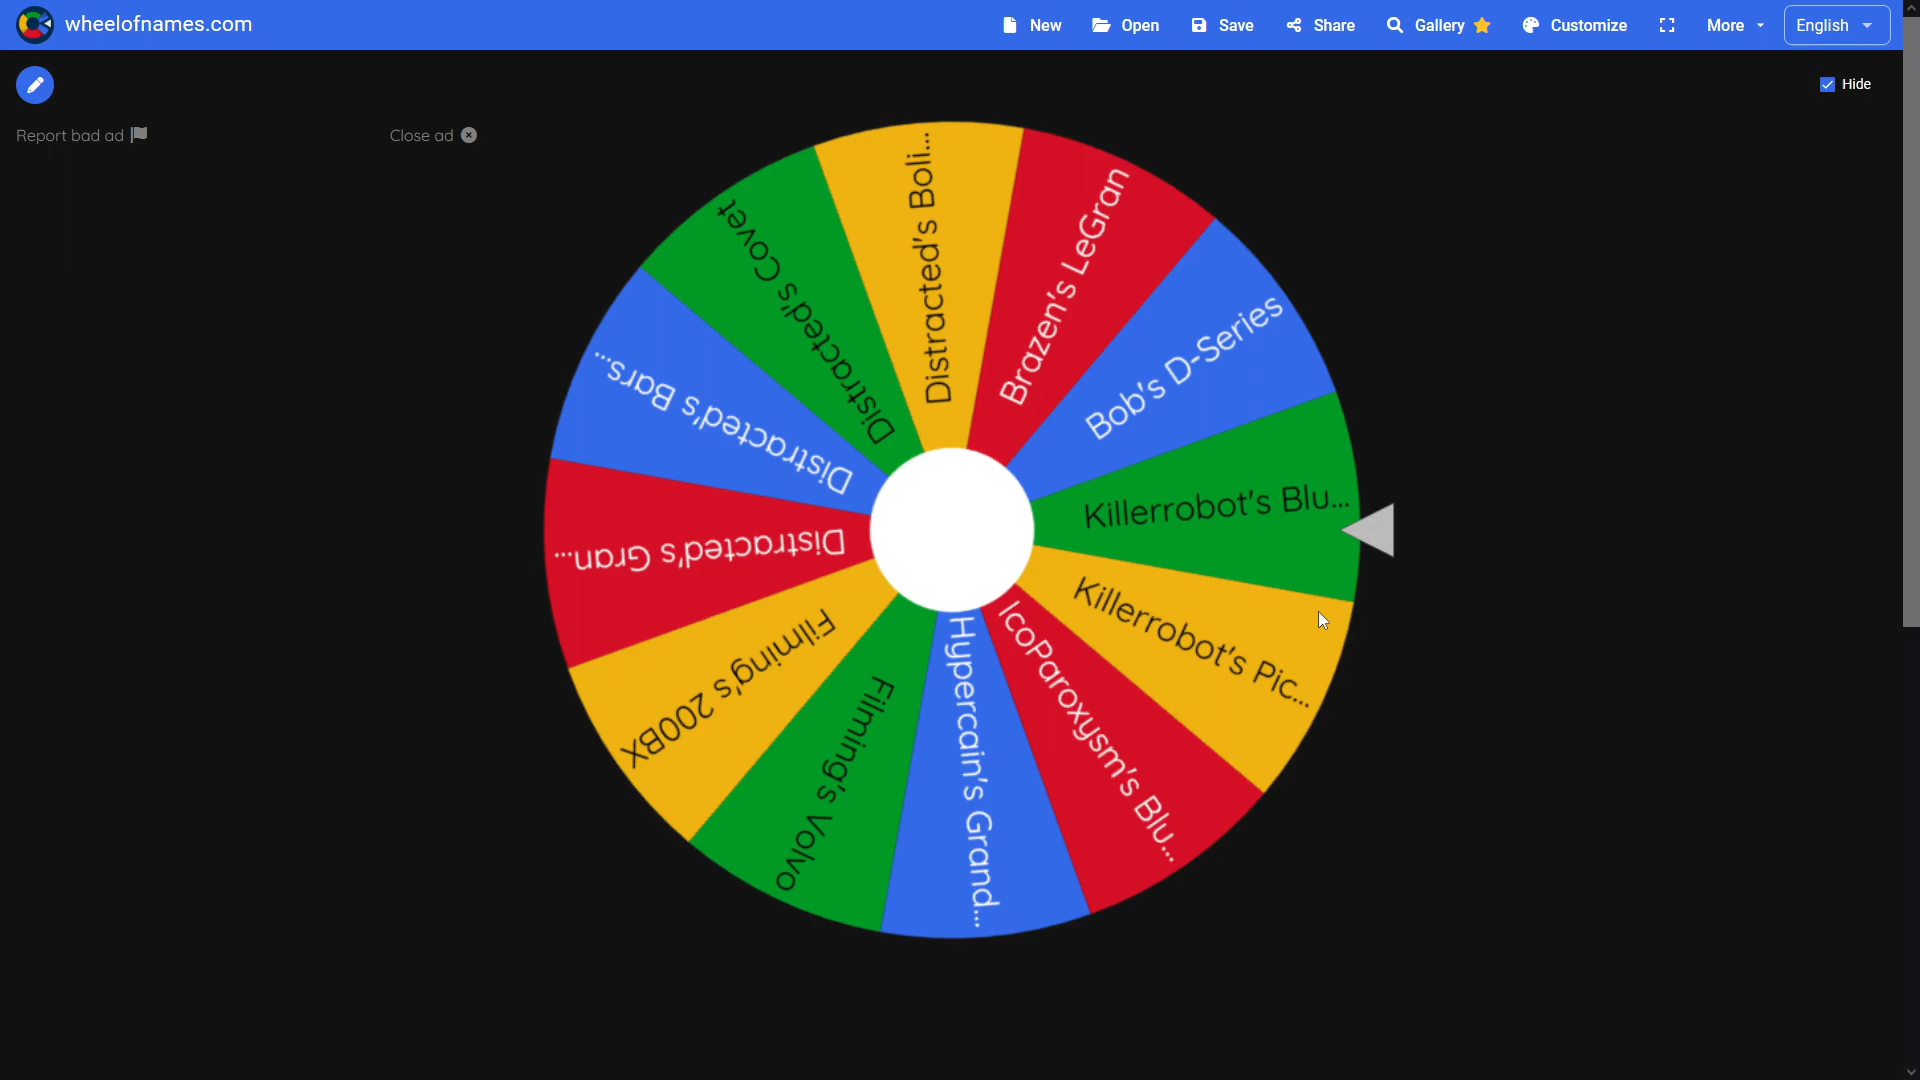 wheelofnames.com
New
Open
Save
Share
Gallery
Customize
More
English
Hide
Report bad ad
Close ad
Distracted's Boli...
Brazen's LeGran
Bob's D-Series
Killerrobot's Blu...
Killerrobot's Pic...
IcoParoxysm's Blu...
Hypercain's Grand...
Filming's Volvo
Filming's 200BX
Distracted's Gran...
Distracted's Bars...
Distracted's Covet